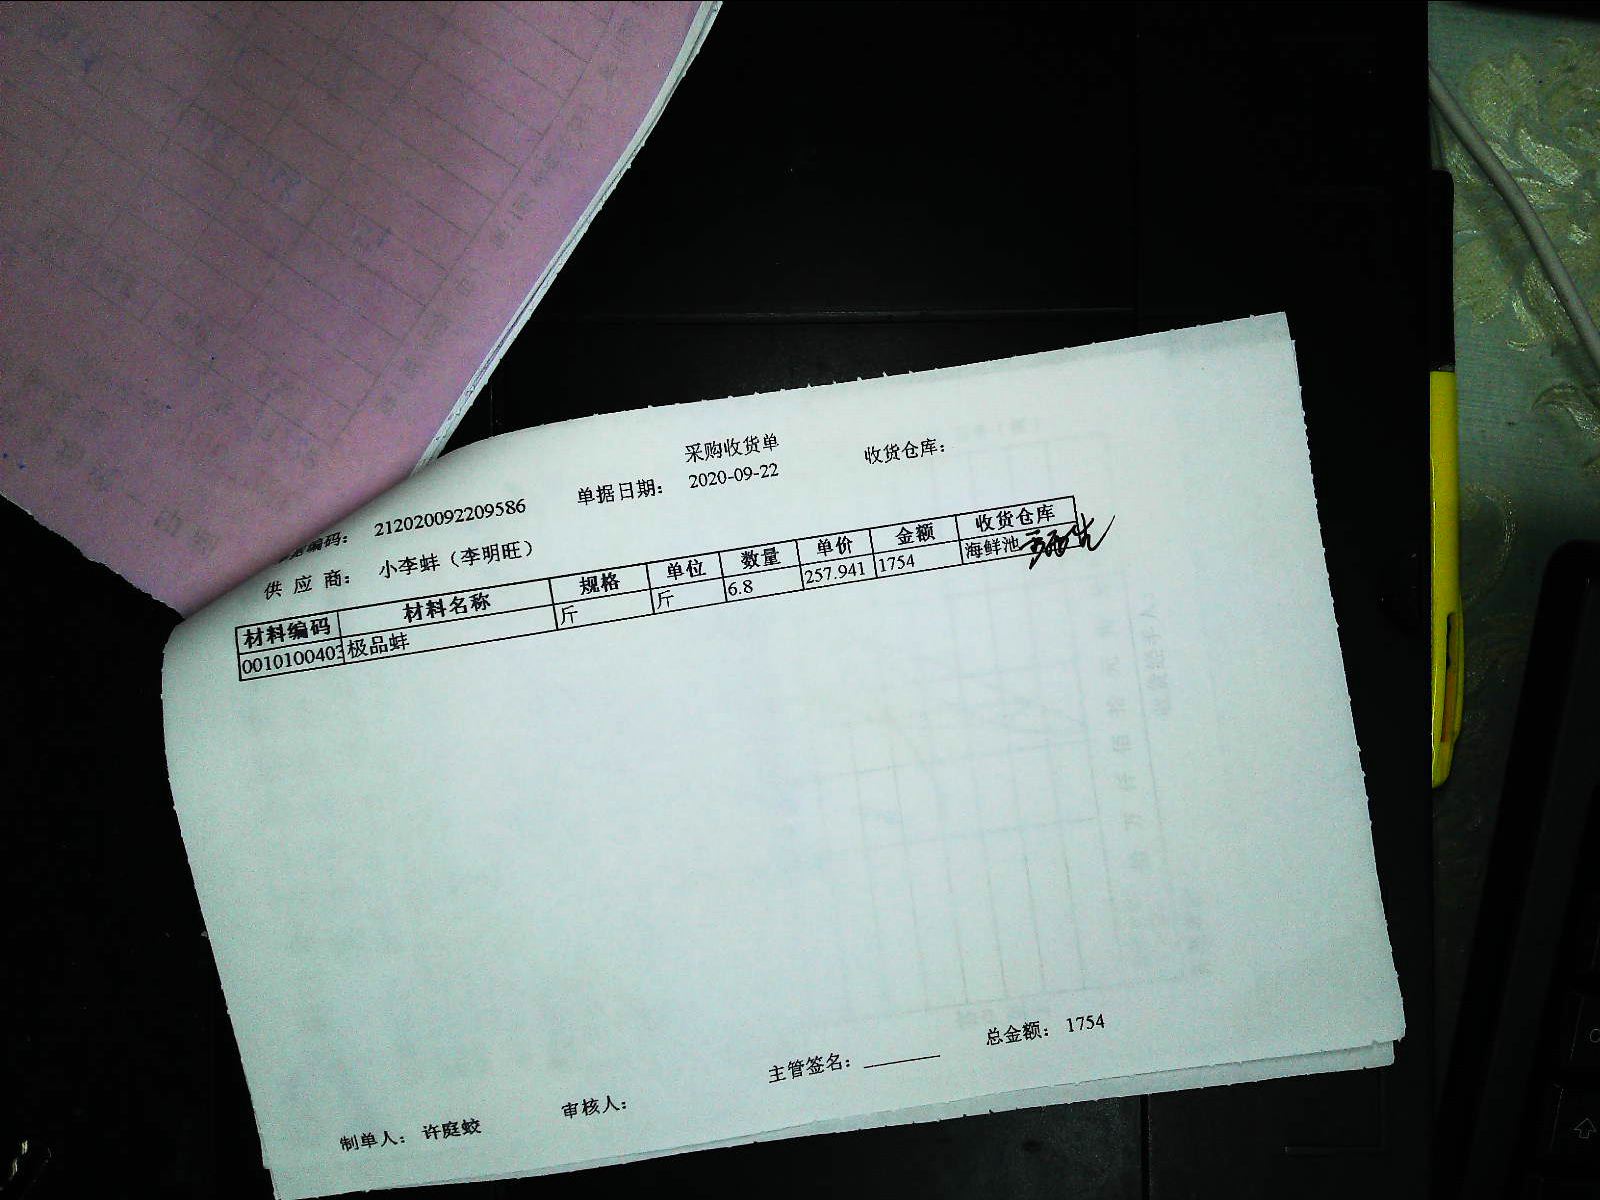 采购收货单
编码： 212020092209586 单据日期： 2020-09-22 收货仓库：
供 应 商： 小李蚌（李明旺）
材料编码 材料名称 规格 单位 数量 单价 金额 收货仓库
0010100403 极品蚌 斤 斤 6.8 257.941 1754 海鲜池
总金额： 1754
主管签名：
制单人： 许庭蛟 审核人：